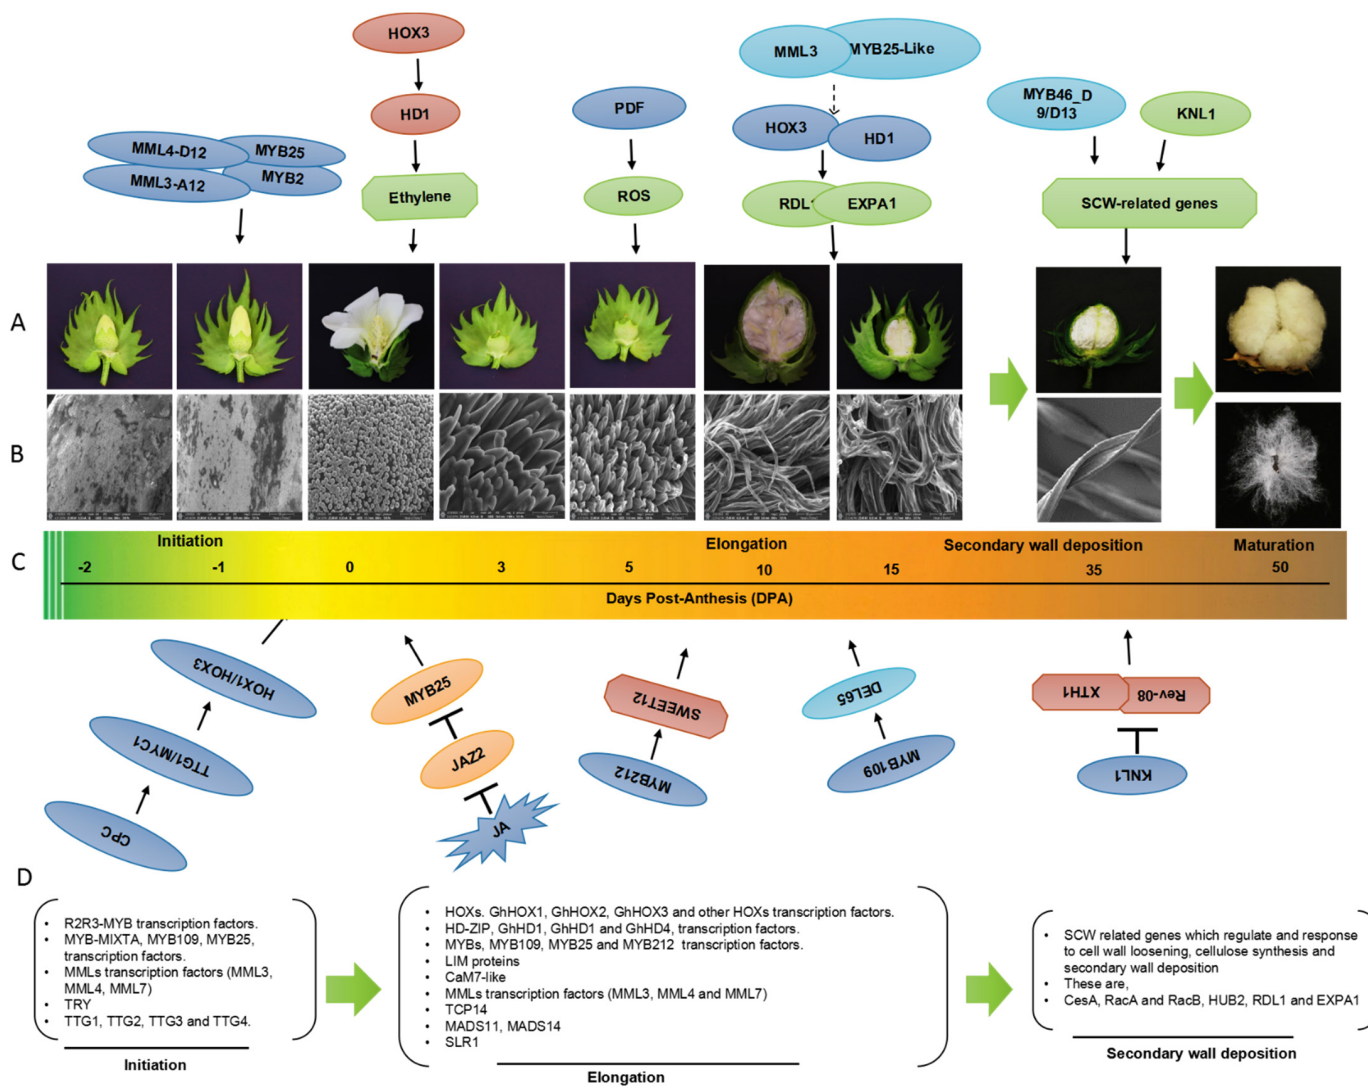 HOX3
HD1
Ethylene
MML4-D12
MYB25
MML3-A12
MYB2
PDF
ROS
MML3
MYB25-Like
HOX3
HD1
RDL1
EXPA1
MYB46_D
9/D13
KNL1
SCW-related genes
A
B
C
Initiation
Elongation
Secondary wall deposition
Maturation
-2
-1
0
3
5
10
15
35
50
Days Post-Anthesis (DPA)
HOX1/HOX3
TTG1/MYC1
CPC
MYB25
JAZ2
JA
SWEET12
MYB212
DEL65
MYB109
XTH1
Rev-08
KNL1
D
• R2R3-MYB transcription factors.
• MYB-MIXTA, MYB109, MYB25,
transcription factors.
• MMLs transcription factors (MML3,
MML4, MML7)
• TRY
• TTG1, TTG2, TTG3 and TTG4.
Initiation
• HOXs. GhHOX1, GhHOX2, GhHOX3 and other HOXs transcription factors.
• HD-ZIP, GhHD1, GhHD1 and GhHD4, transcription factors.
• MYBs, MYB109, MYB25 and MYB212 transcription factors.
• LIM proteins
• CaM7-like
• MMLs transcription factors (MML3, MML4 and MML7)
• TCP14
• MADS11, MADS14
• SLR1
Elongation
• SCW related genes which regulate and response
to cell wall loosening, cellulose synthesis and
secondary wall deposition
• These are,
• CesA, RacA and RacB, HUB2, RDL1 and EXPA1
Secondary wall deposition